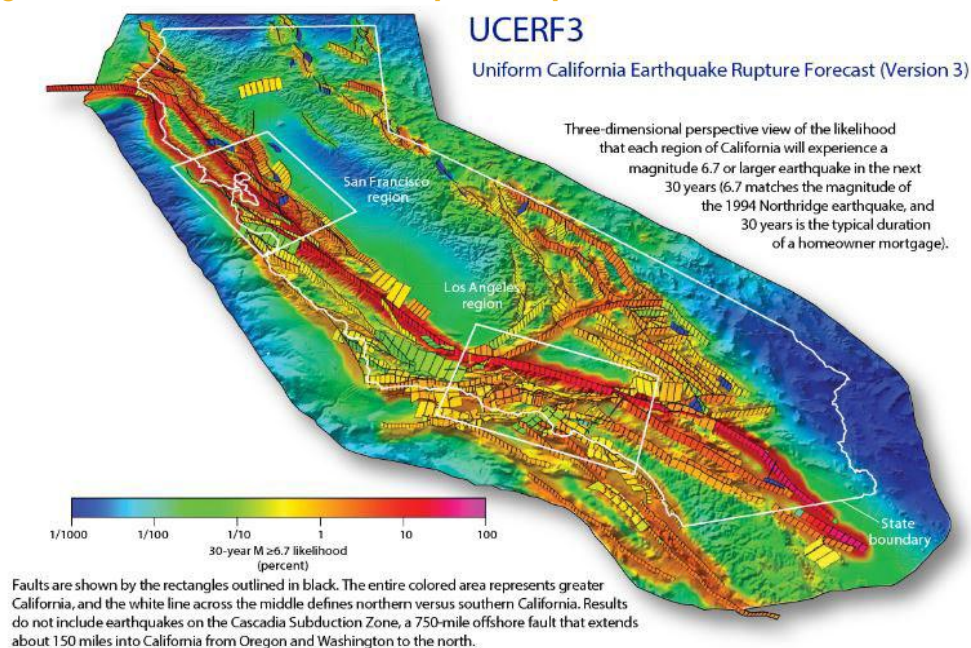 UCERF3
Uniform California Earthquake Rupture Forecast (Version 3)
Three-dimensional perspective view of the likelihood
that each region of California will experience a
magnitude 6.7 or larger earthquake in the next
30 years (6.7 matches the magnitude of
the 1994 Northridge earthquake, and
30 years is the typical duration
of a homeowner mortgage).
San Francisco
region
Los Angeles
region
State
boundary
1/1000 1/100 1/10 1 10 100
30-year M ≥6.7 likelihood
(percent)
Faults are shown by the rectangles outlined in black. The entire colored area represents greater
California, and the white line across the middle defines northern versus southern California. Results
do not include earthquakes on the Cascadia Subduction Zone, a 750-mile offshore fault that extends
about 150 miles into California from Oregon and Washington to the north.